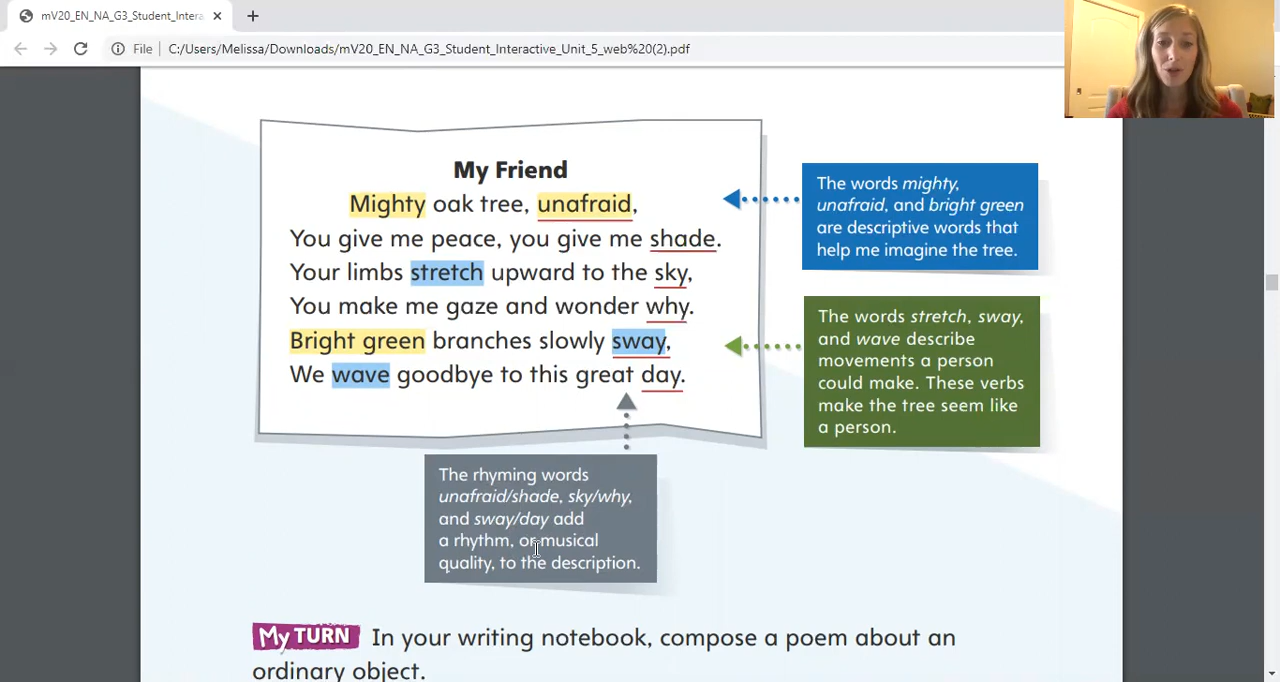 mV20_EN_NA_G3_Student_Intera
File
C:/Users/Melissa/Downloads/mV20_EN_NA_G3_Student_Interactive_Unit_5_web%20(2).pdf
My Friend
Mighty oak tree, unafraid,
You give me peace, you give me shade.
Your limbs stretch upward to the sky,
You make me gaze and wonder why.
Bright green branches slowly sway,
We wave goodbye to this great day.
The words mighty,
unafraid, and bright green
are descriptive words that
help me imagine the tree.
The words stretch, sway,
and wave describe
movements a person
could make. These verbs
make the tree seem like
a person.
The rhyming words
unafraid/shade, sky/why,
and sway/day add
a rhythm, or musical
quality, to the description.
My TURN In your writing notebook, compose a poem about an
ordinary object.